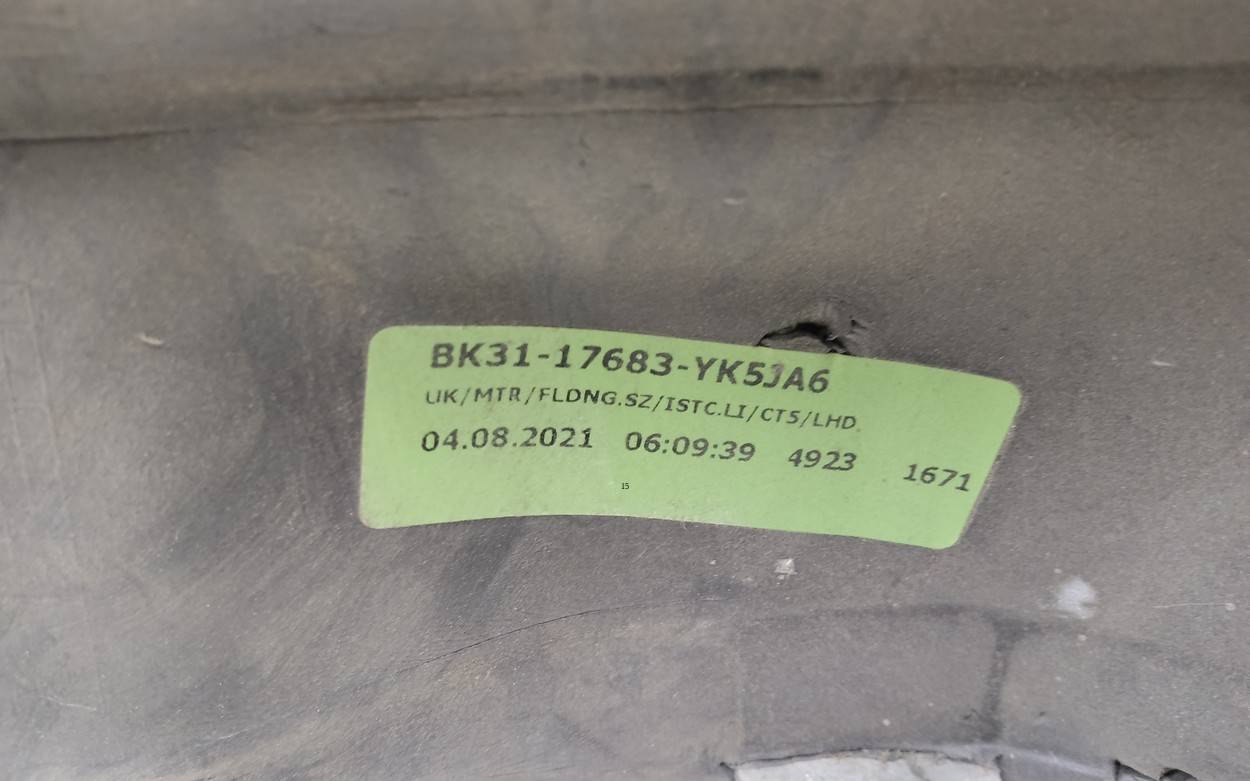 BK31-17683-YK5JA6
UK/MTR/FLDNG.SZ/ISTC.LI/CT5/LHD.
04.08.2021 06:09:39 4923 1671
15